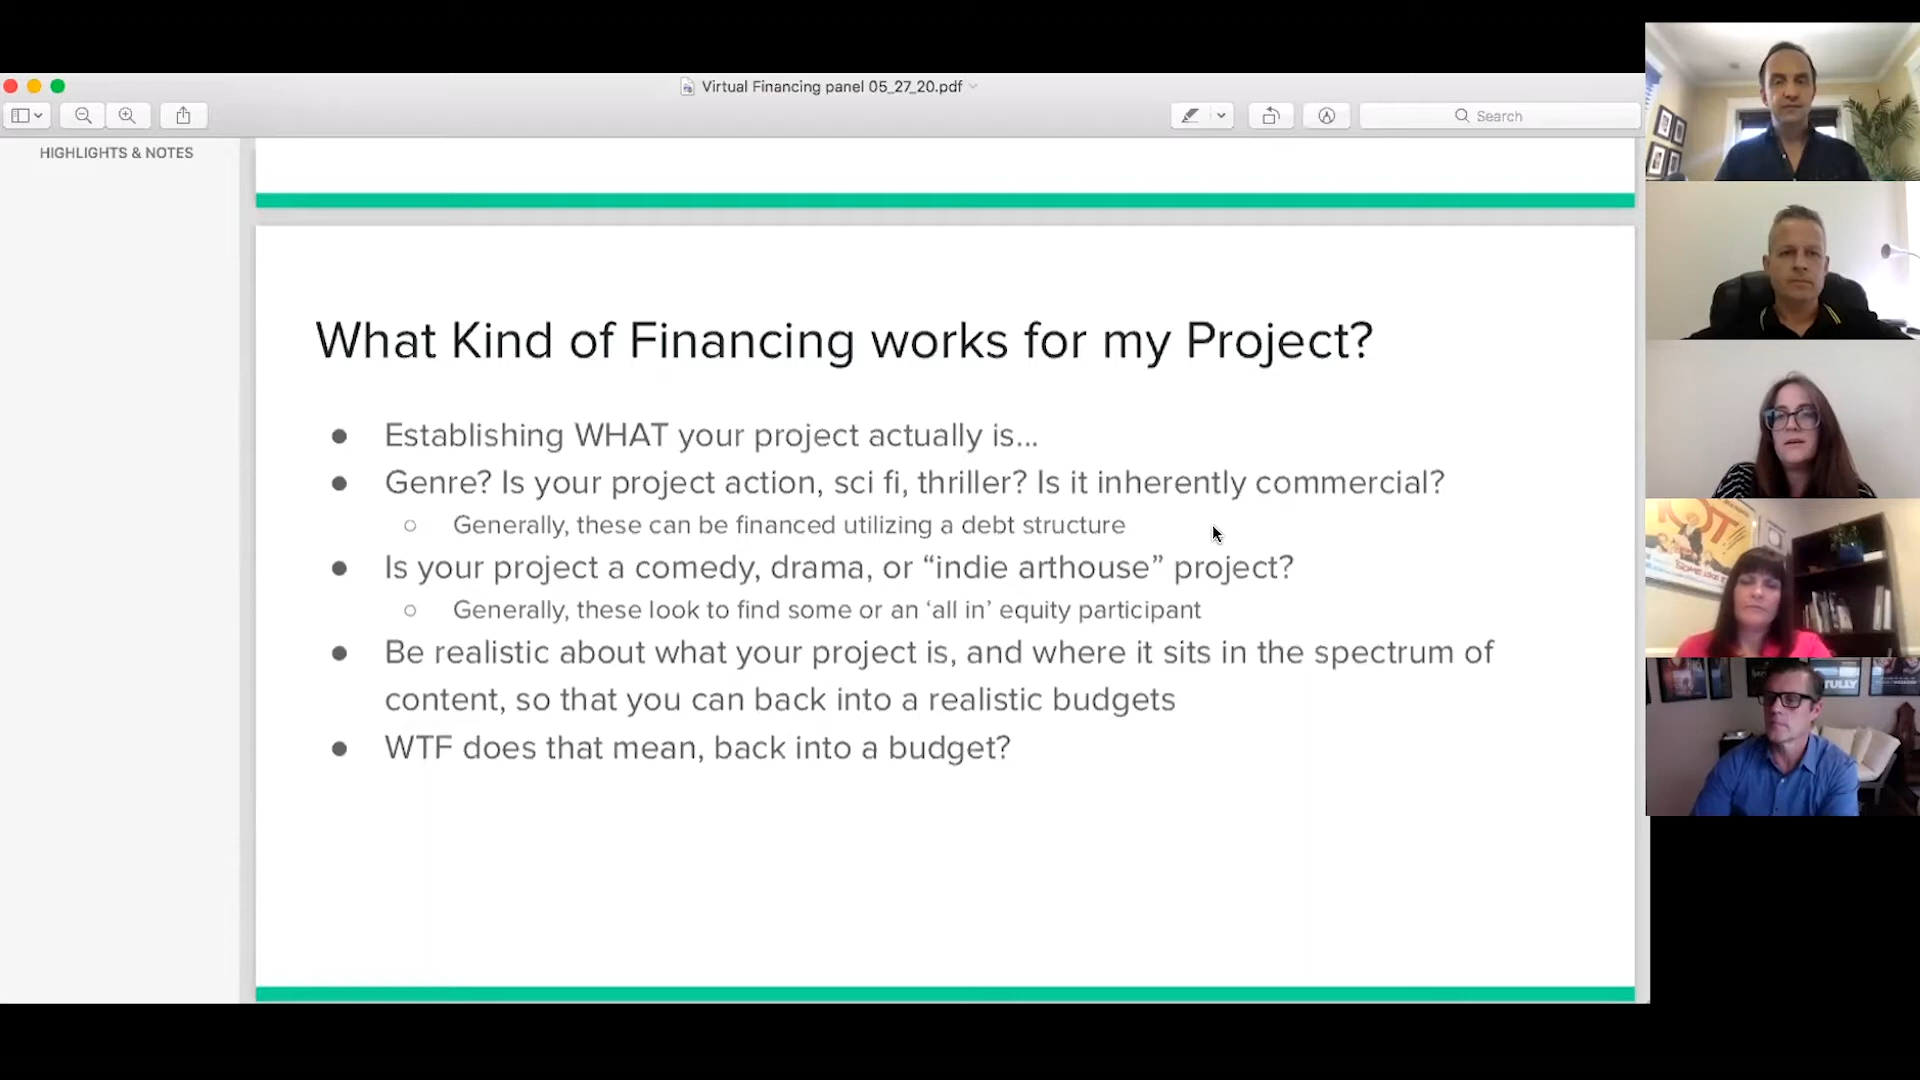 Virtual Financing panel 05_27_20.pdf
Search
HIGHLIGHTS & NOTES
What Kind of Financing works for my Project?
● Establishing WHAT your project actually is...
● Genre? Is your project action, sci fi, thriller? Is it inherently commercial?
○ Generally, these can be financed utilizing a debt structure
● Is your project a comedy, drama, or “indie arthouse” project?
○ Generally, these look to find some or an ‘all in’ equity participant
● Be realistic about what your project is, and where it sits in the spectrum of
content, so that you can back into a realistic budgets
● WTF does that mean, back into a budget?
TULLY